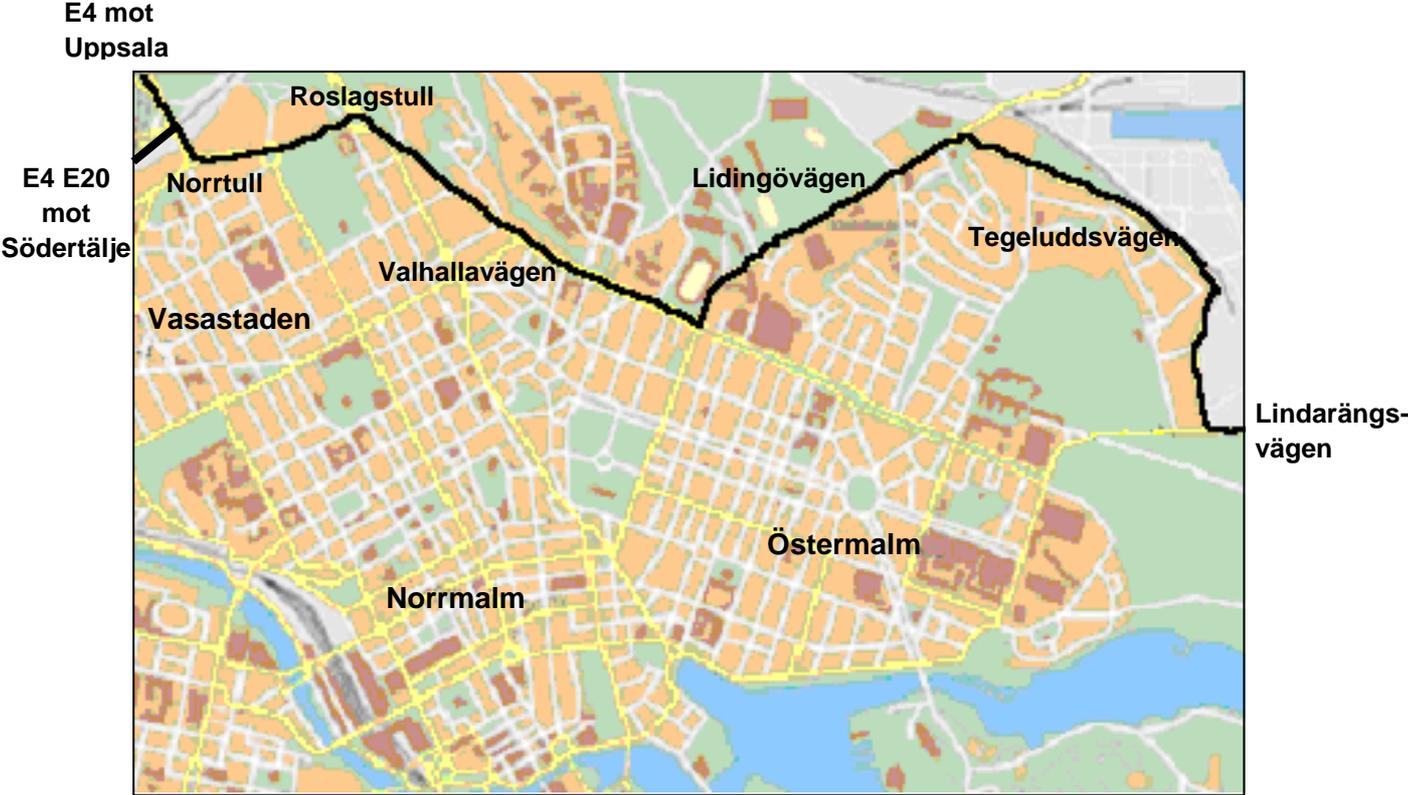 E4 mot
Uppsala
Roslagstull
E4 E20
mot
Södertälje
Norrtull
Lidingövägen
Tegeluddsvägen
Valhallavägen
Vasastaden
Lindarängs-
vägen
Östermalm
Norrmalm